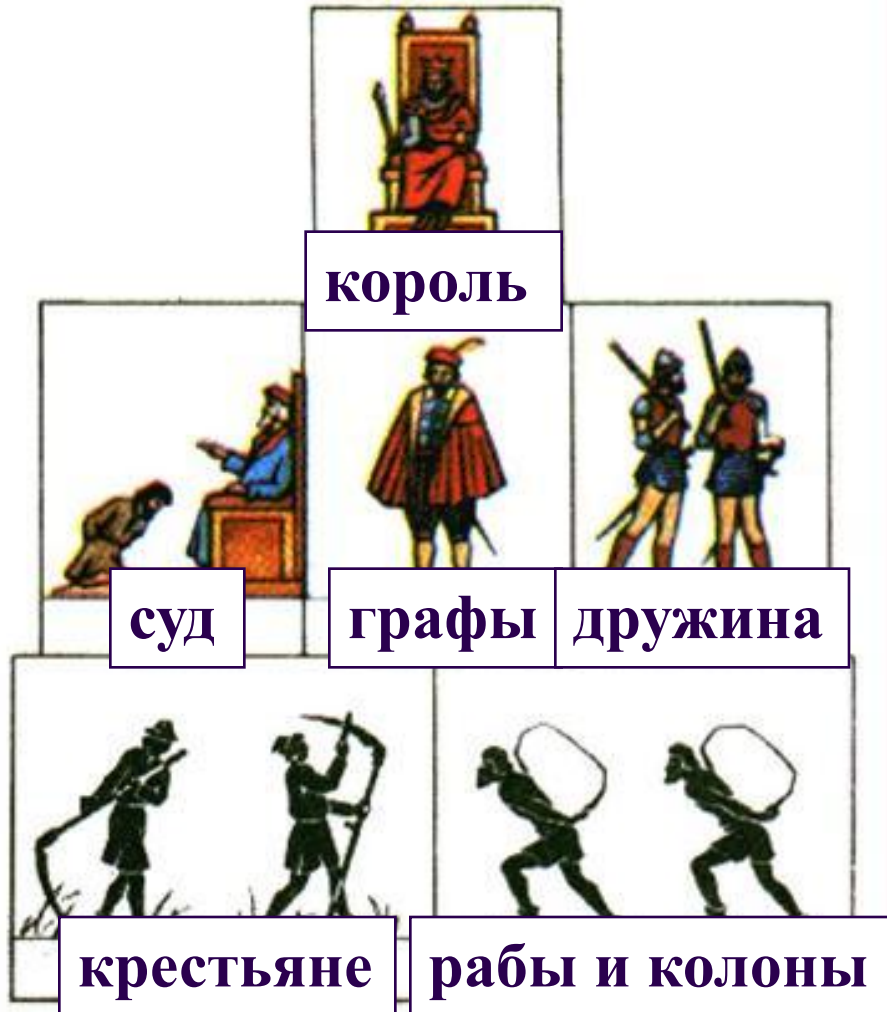 король
суд
графы
дружина
крестьяне
рабы и колоны